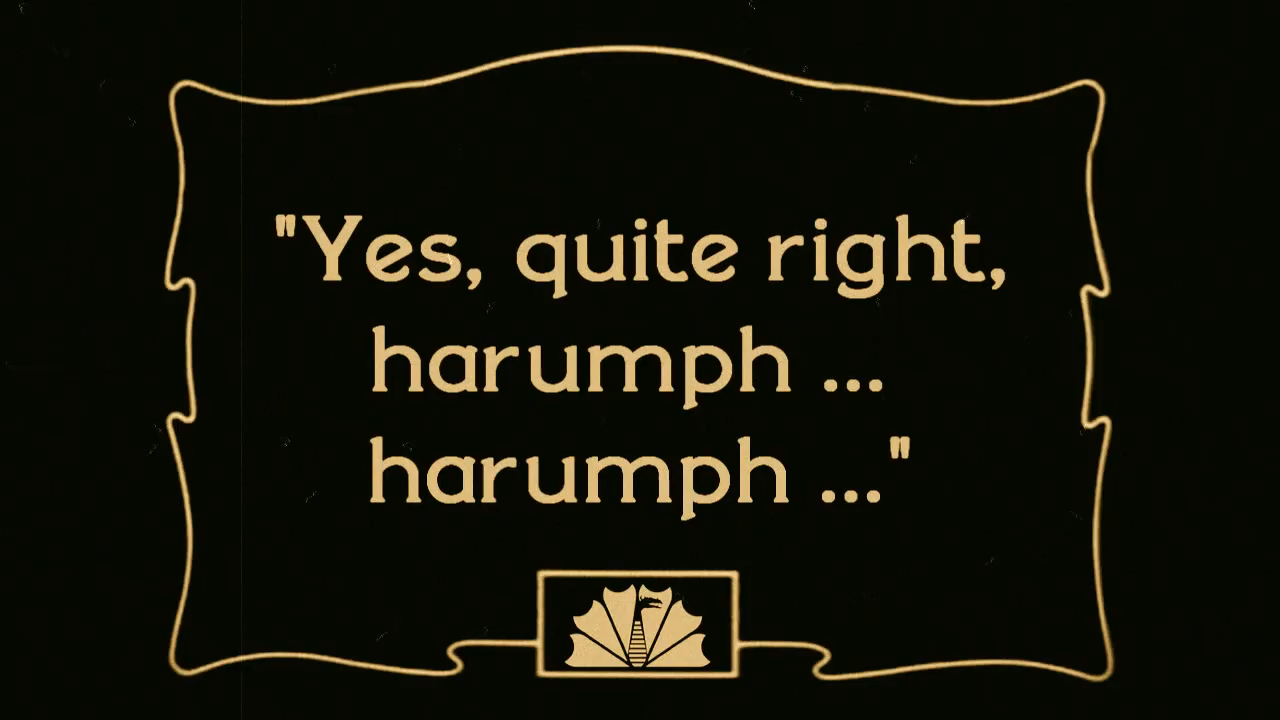 "Yes, quite right,
harumph ...
harumph ..."